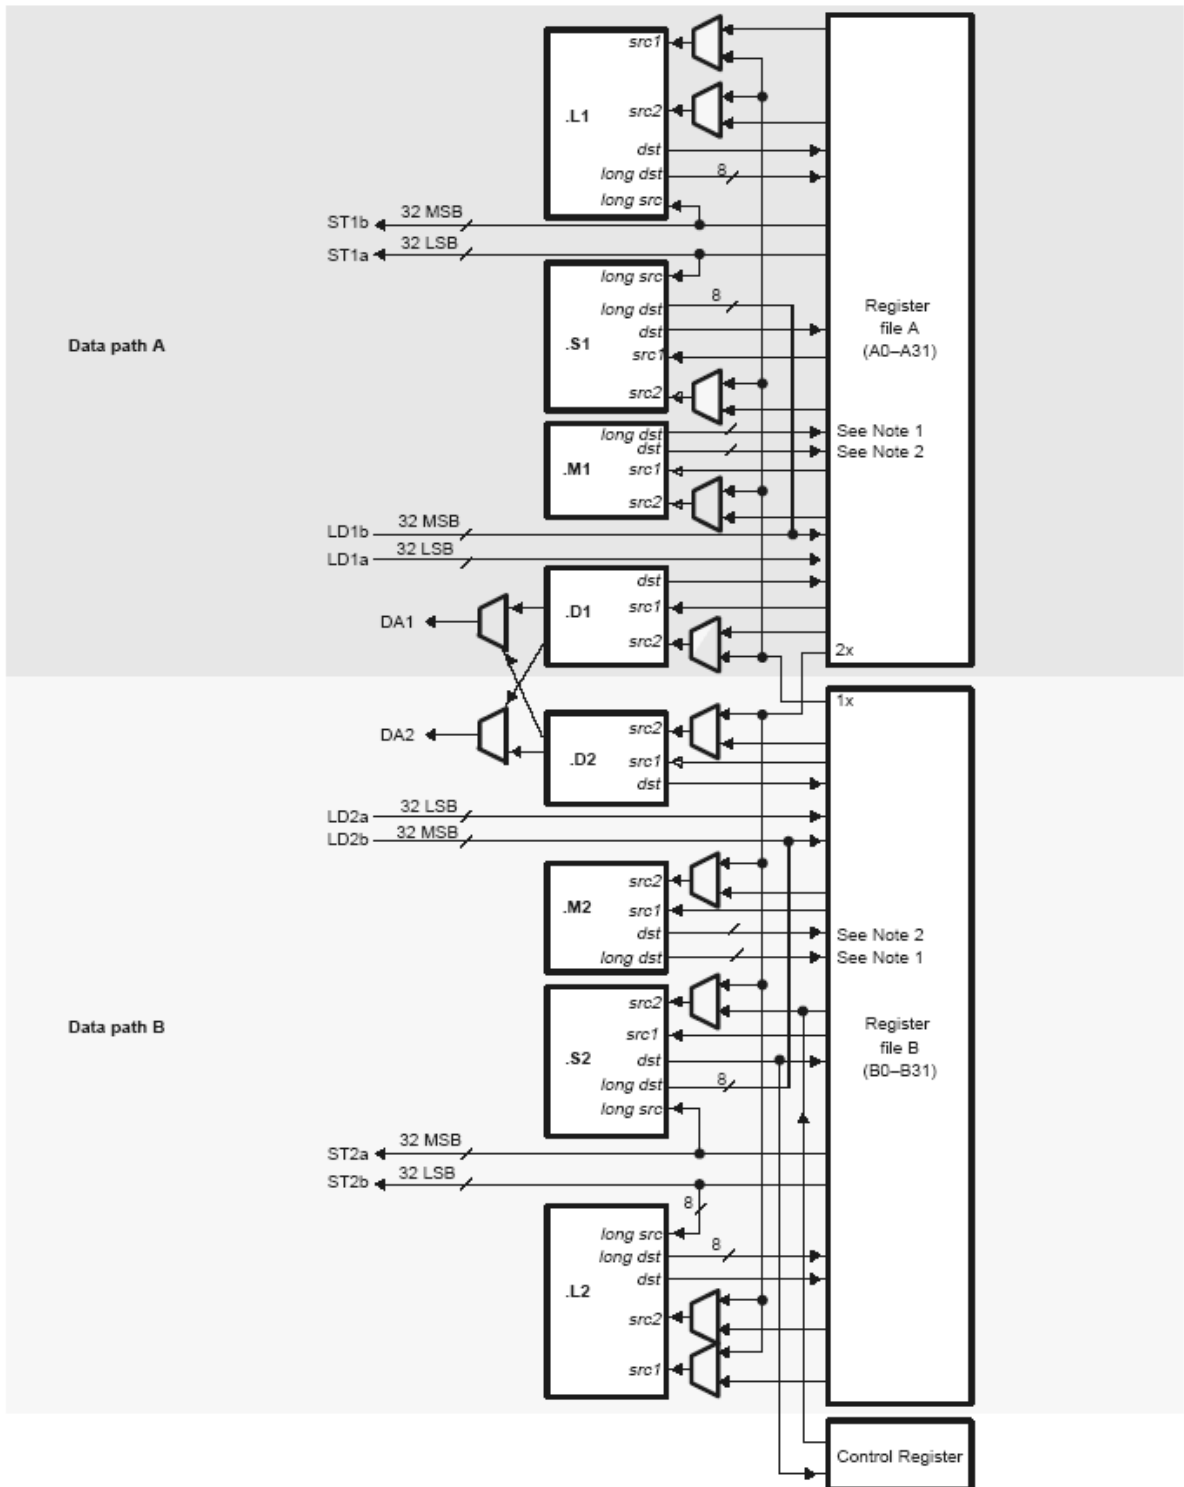 src1
.L1
src2
dst
long dst
8
long src
ST1b
32 MSB
ST1a
32 LSB
long src
8
long dst
dst
.S1
src1
src2
Register
file A
(A0–A31)
Data path A
long dst
See Note 1
dst
See Note 2
.M1
src1
src2
LD1b
32 MSB
LD1a
32 LSB
dst
.D1
src1
DA1
src2
2x
1x
DA2
src2
.D2
src1
dst
LD2a
32 LSB
LD2b
32 MSB
src2
.M2
src1
dst
See Note 2
long dst
See Note 1
src2
Data path B
src1
.S2
dst
long dst
8
long src
Register
file B
(B0–B31)
ST2a
32 MSB
ST2b
32 LSB
8
long src
8
long dst
dst
.L2
src2
src1
Control Register